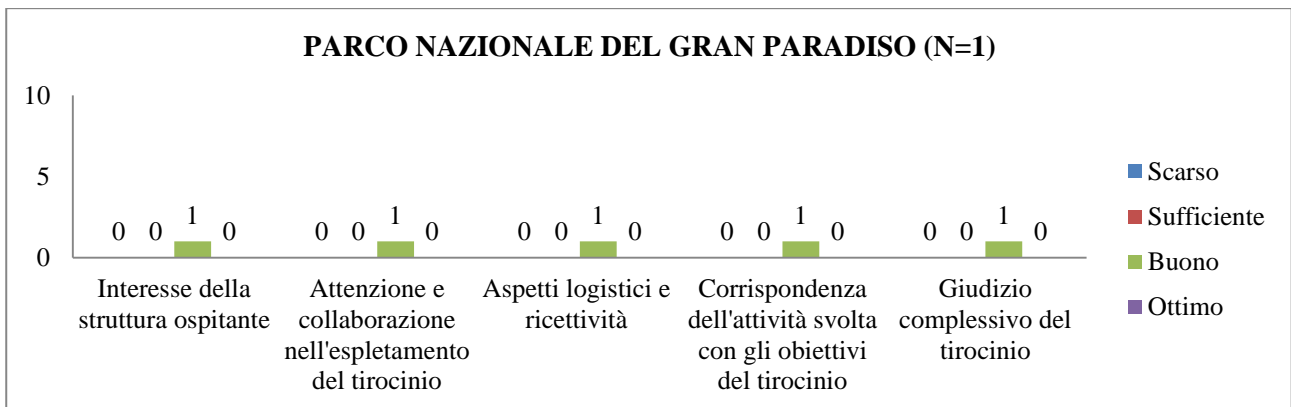 PARCO NAZIONALE DEL GRAN PARADISO (N=1)
10
5
0
0 0 1 0
0 0 1 0
0 0 1 0
0 0 1 0
0 0 1 0
Interesse della
struttura ospitante
Attenzione e
collaborazione
nell'espletamento
del tirocinio
Aspetti logistici e
ricettività
Corrispondenza
dell'attività svolta
con gli obiettivi
del tirocinio
Giudizio
complessivo del
tirocinio
Scarso
Sufficiente
Buono
Ottimo